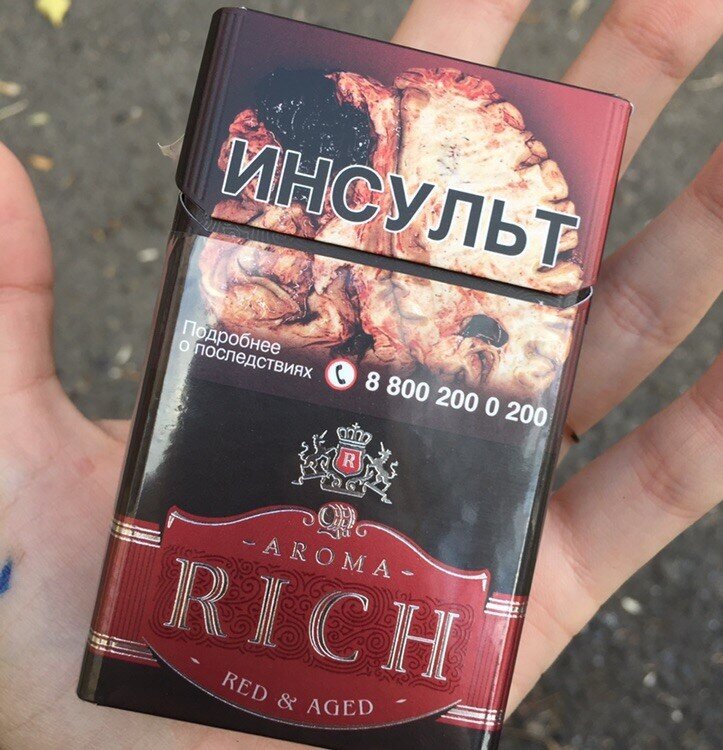 ИНСУЛЬТ
Подробнее
о последствиях 8 800 200 0 200
R
- AROMA -
RICH
- RED & AGED -